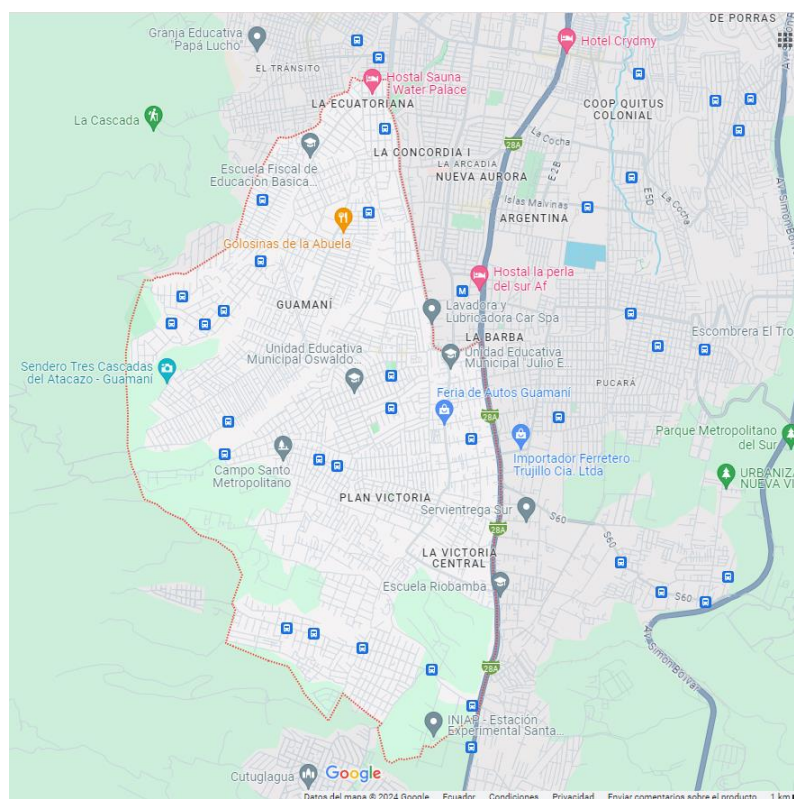 DE PORRAS
Granja Educativa
"Papá Lucho"
Hotel Crydmy
EL TRÁNSITO
Hostal Sauna
Water Palace
LA ECUATORIANA
COOP QUITUS
COLONIAL
La Cascada
28A
La Cocha
LA CONCORDIA I
LA ARCADIA
NUEVA AURORA
E2B
Escuela Fiscal de
Educación Basica...
Av. Simón Bolívar
E5D
La Cocha
Islas Malvinas
ARGENTINA
Golosinas de la Abuela
Hostal la perla
del sur Af
M
GUAMANÍ
Lavadora y
Lubricadora Car Spa
Escombrera El Tro
LA BARBA
Unidad Educativa
Municipal Oswaldo...
Unidad Educativa
Municipal "Julio E...
Sendero Tres Cascadas
del Atacazo - Guamaní
PUCARÁ
Feria de Autos Guamaní
28A
Parque Metropolitano
del Sur
Importador Ferretero
Trujillo Cia. Ltda
Campo Santo
Metropolitano
URBANIZA
NUEVA VI
PLAN VICTORIA
Servientrega Sur
S60
28A
S60
LA VICTORIA
CENTRAL
Escuela Riobamba
S60
Av. Simón Bolívar
28A
INIAP - Estación
Experimental Santa...
Cutuglagua
Google
Datos del mapa © 2024 Google Ecuador Condiciones Privacidad Enviar comentarios sobre el producto 1 km